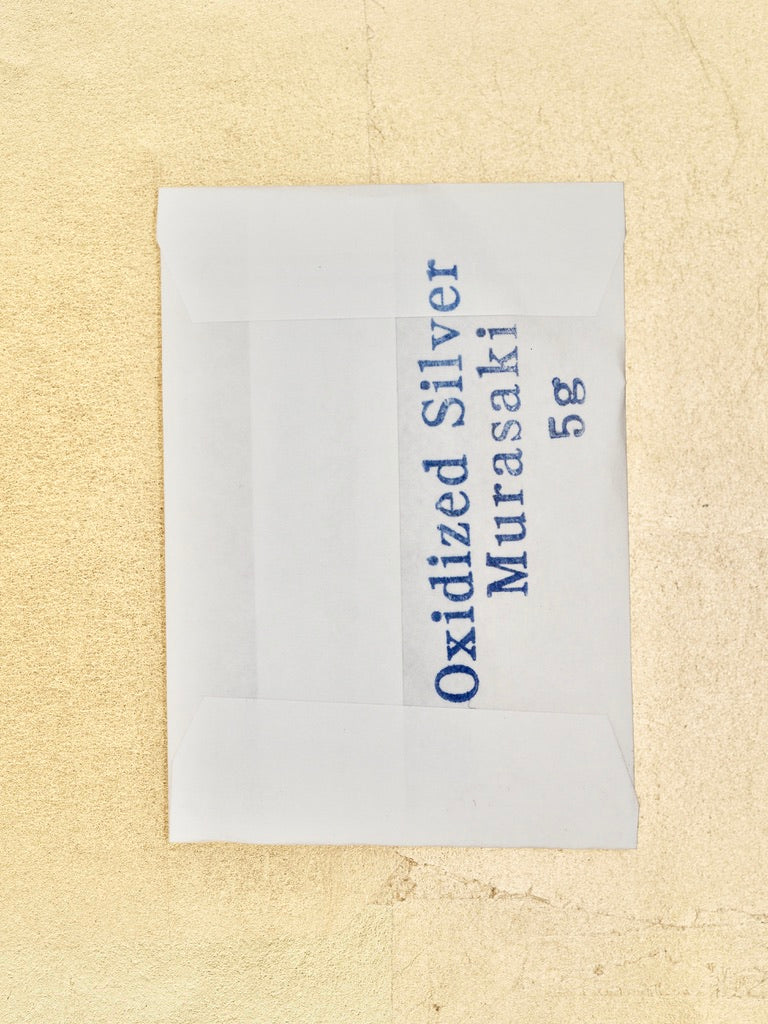 Oxidized Silver
Murasaki
5g